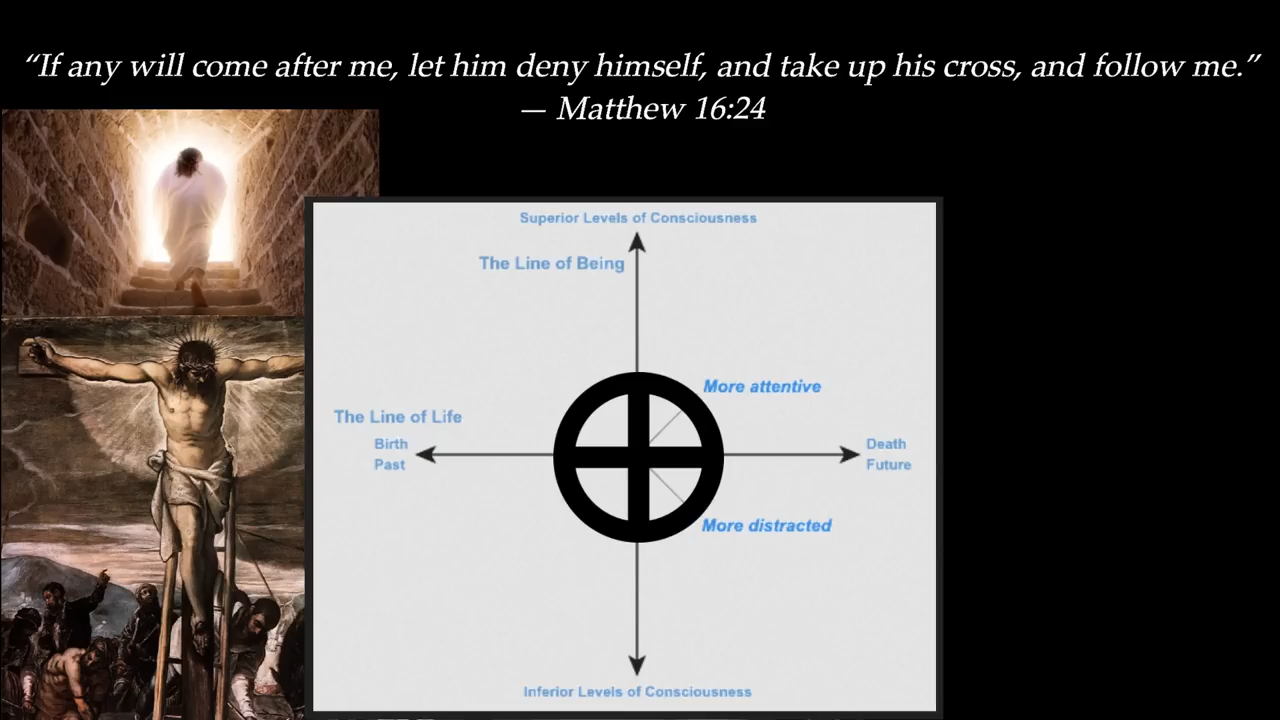 “If any will come after me, let him deny himself, and take up his cross, and follow me.”
— Matthew 16:24
Superior Levels of Consciousness
The Line of Being
More attentive
The Line of Life
Birth
Past
Death
Future
More distracted
Inferior Levels of Consciousness